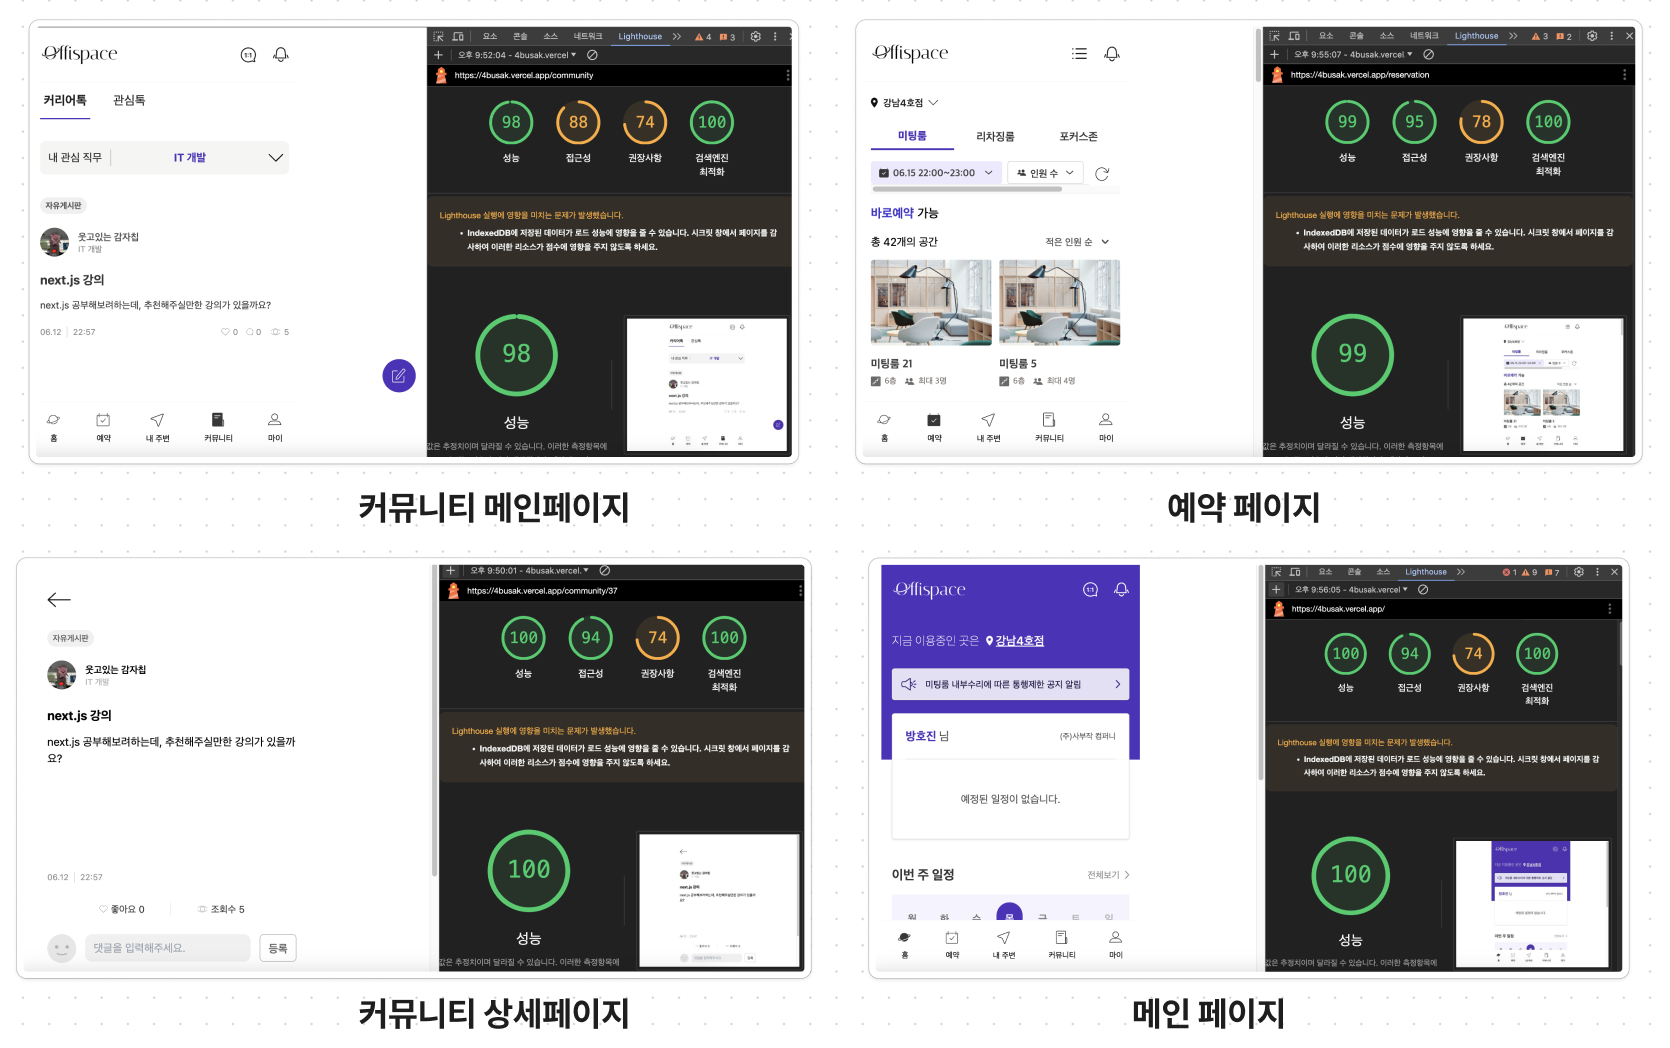 Offispace
1:1
커리어톡
관심톡
내 관심 직무
IT 개발
자유게시판
웃고있는 감자칩
IT 개발
next.js 강의
next.js 공부해보려하는데, 추천해주실만한 강의가 있을까요?
06.12 | 22:57
0 0 5
홈 예약 내 주변 커뮤니티 마이
요소 콘솔 소스 네트워크 Lighthouse 4 3
오후 9:52:04 - 4busak.vercel.app
https://4busak.vercel.app/community
98 88 74 100
성능 접근성 권장사항 검색엔진
최적화
Lighthouse 실행에 영향을 미치는 문제가 발생했습니다.
• IndexedDB에 저장된 데이터가 로드 성능에 영향을 줄 수 있습니다. 시크릿 창에서 페이지를 감
사하여 이러한 리소스가 점수에 영향을 주지 않도록 하세요.
98
성능
값은 추정치이며 달라질 수 있습니다. 이러한 측정항목에
커뮤니티 메인페이지
Offispace
강남4호점
미팅룸 리차징룸 포커스존
06.15 22:00~23:00
인원 수
바로예약 가능
총 42개의 공간
적은 인원 순
미팅룸 21
6층 최대 3명
미팅룸 5
6층 최대 4명
홈 예약 내 주변 커뮤니티 마이
요소 콘솔 소스 네트워크 Lighthouse 3 2
오후 9:55:07 - 4busak.vercel.app
https://4busak.vercel.app/reservation
99 95 78 100
성능 접근성 권장사항 검색엔진
최적화
Lighthouse 실행에 영향을 미치는 문제가 발생했습니다.
• IndexedDB에 저장된 데이터가 로드 성능에 영향을 줄 수 있습니다. 시크릿 창에서 페이지를 감
사하여 이러한 리소스가 점수에 영향을 주지 않도록 하세요.
99
성능
값은 추정치이며 달라질 수 있습니다. 이러한 측정항목에
예약 페이지
자유게시판
웃고있는 감자칩
IT 개발
next.js 강의
next.js 공부해보려하는데, 추천해주실만한 강의가 있을까
요?
06.12 | 22:57
좋아요 0
조회수 5
댓글을 입력해주세요.
등록
오후 9:50:01 - 4busak.vercel.
https://4busak.vercel.app/community/37
100 94 74 100
성능 접근성 권장사항 검색엔진
최적화
Lighthouse 실행에 영향을 미치는 문제가 발생했습니다.
• IndexedDB에 저장된 데이터가 로드 성능에 영향을 줄 수 있습니다. 시크릿 창에서 페이지를 감
사하여 이러한 리소스가 점수에 영향을 주지 않도록 하세요.
100
성능
값은 추정치이며 달라질 수 있습니다. 이러한 측정항목에
커뮤니티 상세페이지
Offispace
1:1
지금 이용중인 곳은 강남4호점
미팅룸 내부수리에 따른 통행제한 공지 알림
방호진 님
(주)사부작 컴퍼니
예정된 일정이 없습니다.
이번 주 일정
전체보기
월 화 수 목 금 토 일
홈 예약 내 주변 커뮤니티 마이
요소 콘솔 소스 Lighthouse 1 9 7
오후 9:56:05 - 4busak.vercel.app
https://4busak.vercel.app/
100 94 74 100
성능 접근성 권장사항 검색엔진
최적화
Lighthouse 실행에 영향을 미치는 문제가 발생했습니다.
• IndexedDB에 저장된 데이터가 로드 성능에 영향을 줄 수 있습니다. 시크릿 창에서 페이지를 감
사하여 이러한 리소스가 점수에 영향을 주지 않도록 하세요.
100
성능
값은 추정치이며 달라질 수 있습니다. 이러한 측정항목에
메인 페이지